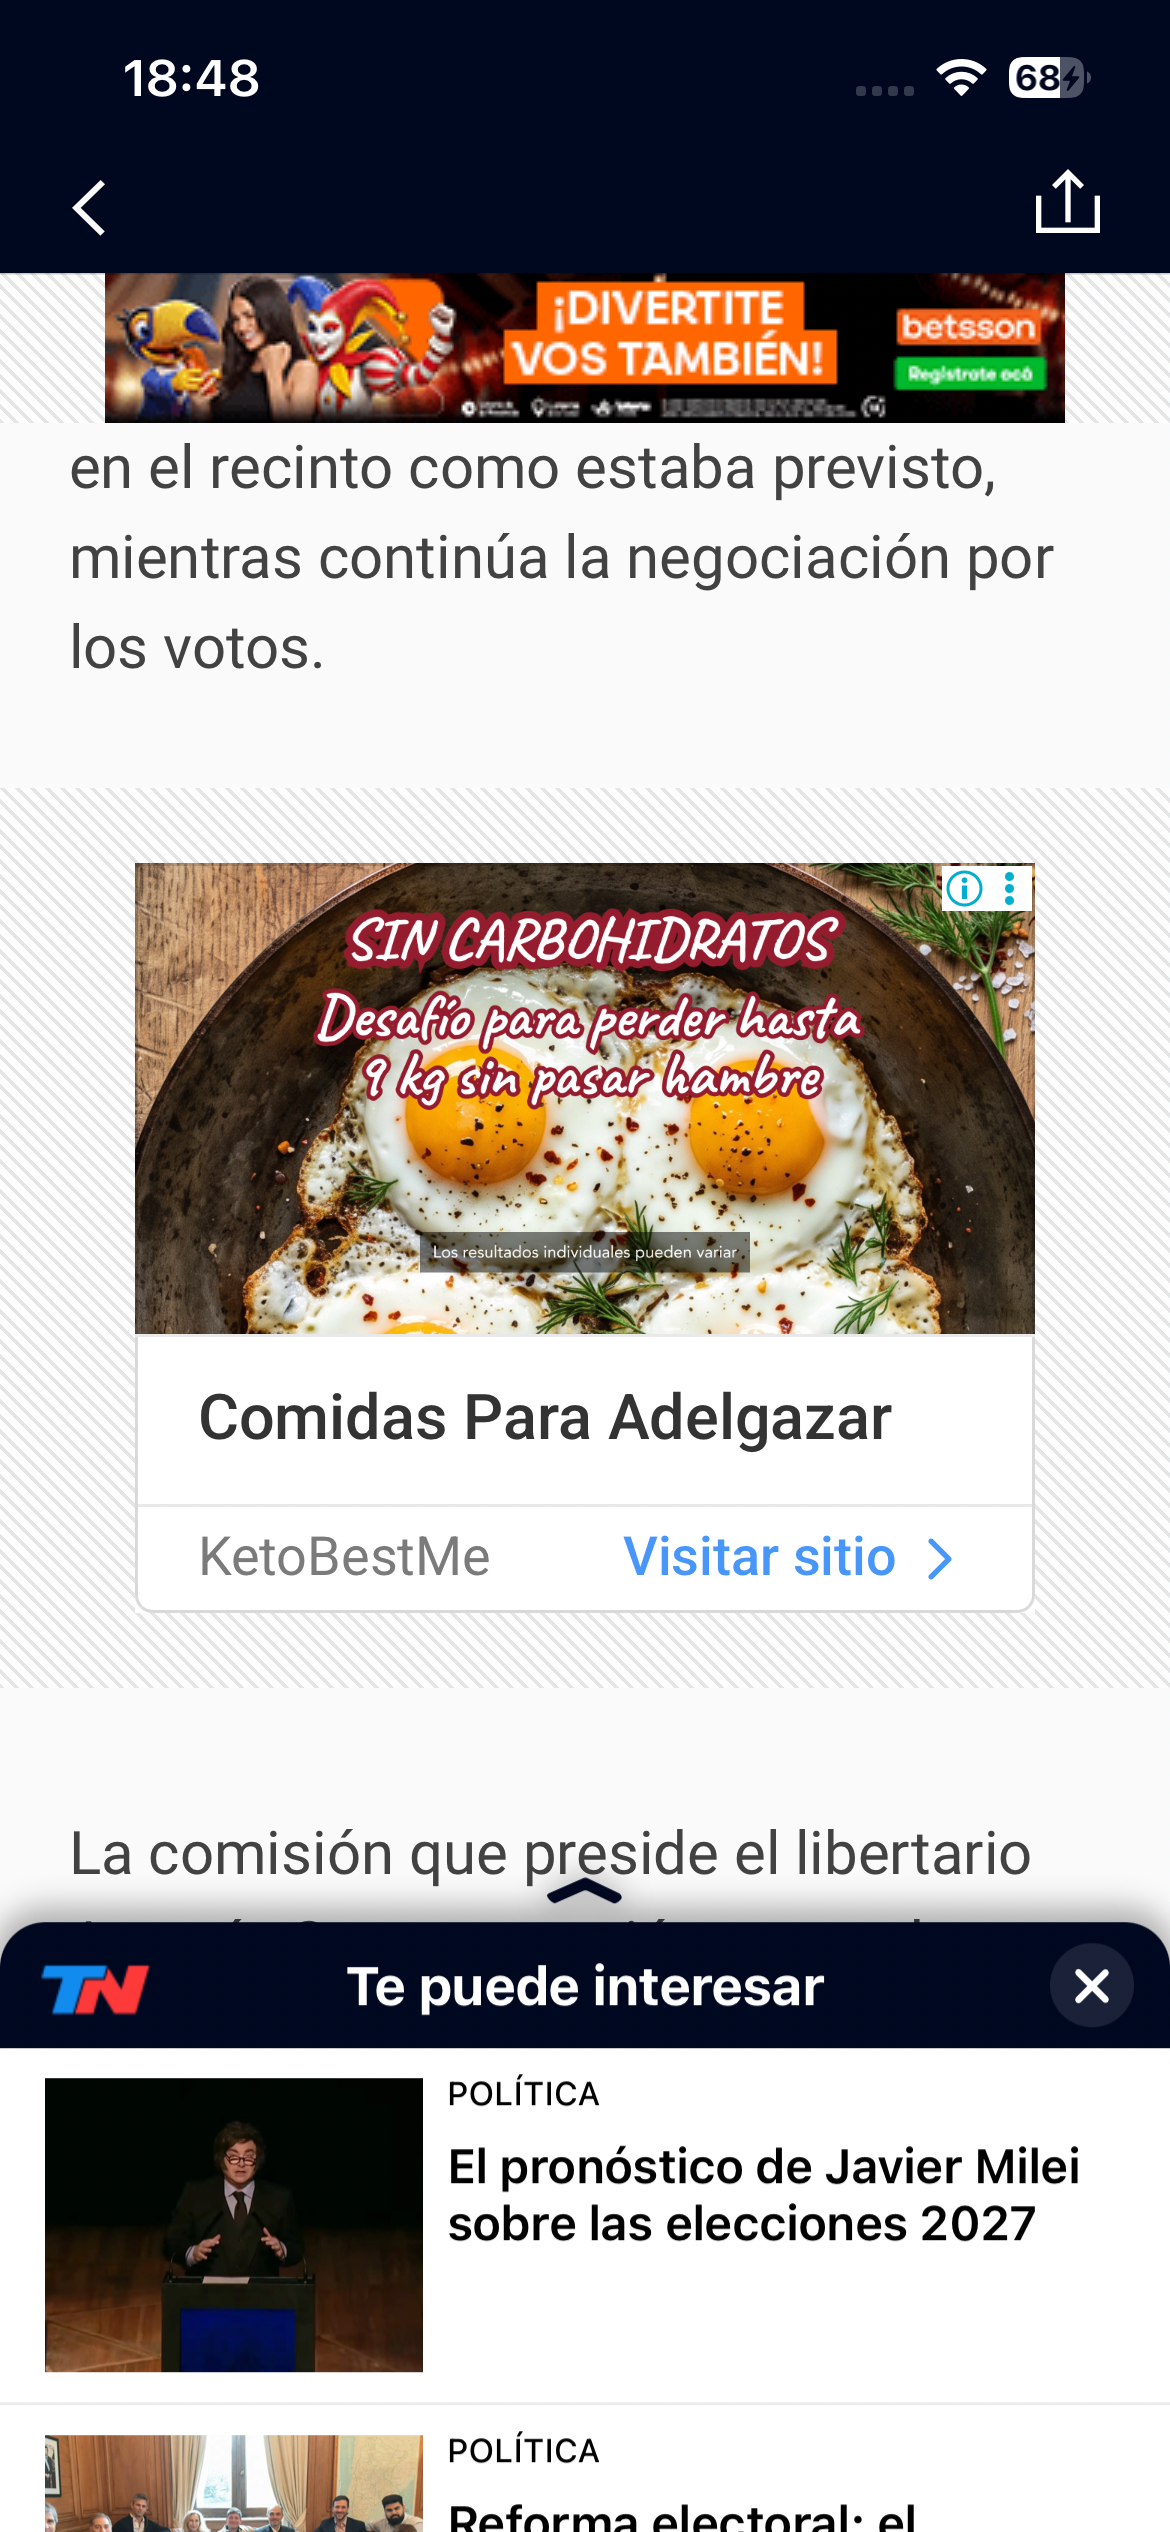 18:48
68
¡DIVERTITE
VOS TAMBIÉN!
betsson
Registrate acá
en el recinto como estaba previsto,
mientras continúa la negociación por
los votos.
SIN CARBOHIDRATOS
Desafío para perder hasta
9 kg sin pasar hambre
Los resultados individuales pueden variar
Comidas Para Adelgazar
KetoBestMe
Visitar sitio
La comisión que preside el libertario
TN
Te puede interesar
POLÍTICA
El pronóstico de Javier Milei
sobre las elecciones 2027
POLÍTICA
Reforma electoral: el